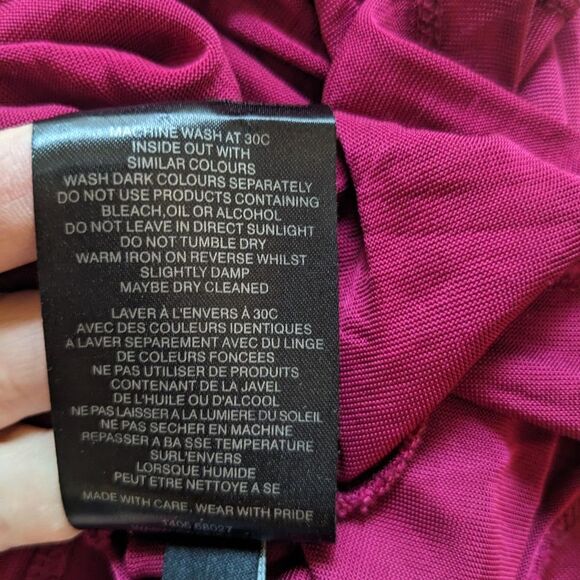 MACHINE WASH AT 30C
INSIDE OUT WITH
SIMILAR COLOURS
WASH DARK COLOURS SEPARATELY
DO NOT USE PRODUCTS CONTAINING
BLEACH,OIL OR ALCOHOL
DO NOT LEAVE IN DIRECT SUNLIGHT
DO NOT TUMBLE DRY
WARM IRON ON REVERSE WHILST
SLIGHTLY DAMP
MAYBE DRY CLEANED
LAVER À L'ENVERS À 30C
AVEC DES COULEURS IDENTIQUES
A LAVER SEPAREMENT AVEC DU LINGE
DE COULEURS FONCEES
NE PAS UTILISER DE PRODUITS
CONTENANT DE LA JAVEL
DE L'HUILE OU D'ALCOOL
NE PAS LAISSER A LA LUMIERE DU SOLEIL
NE PAS SECHER EN MACHINE
REPASSER A BA SSE TEMPERATURE
SURL'ENVERS
LORSQUE HUMIDE
PEUT ÊTRE NETTOYE A SE
MADE WITH CARE, WEAR WITH PRIDE
1406 68027